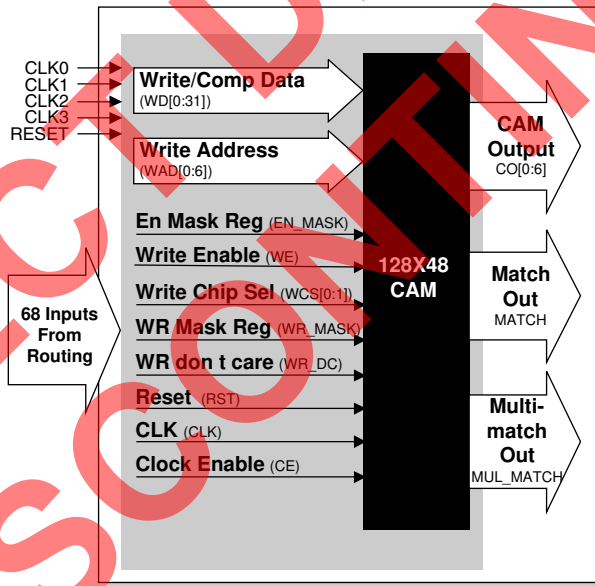 CLK0
CLK1
CLK2
CLK3
RESET
Write/Comp Data
(WD[0:31])
Write Address
(WAD[0:6])
En Mask Reg (EN_MASK)
Write Enable (WE)
Write Chip Sel (WCS[0:1])
WR Mask Reg (WR_MASK)
WR don t care (WR_DC)
Reset (RST)
CLK (CLK)
Clock Enable (CE)
68 Inputs
From
Routing
128X48
CAM
CAM
Output
CO[0:6]
Match
Out
MATCH
Multi-
match
Out
MUL_MATCH